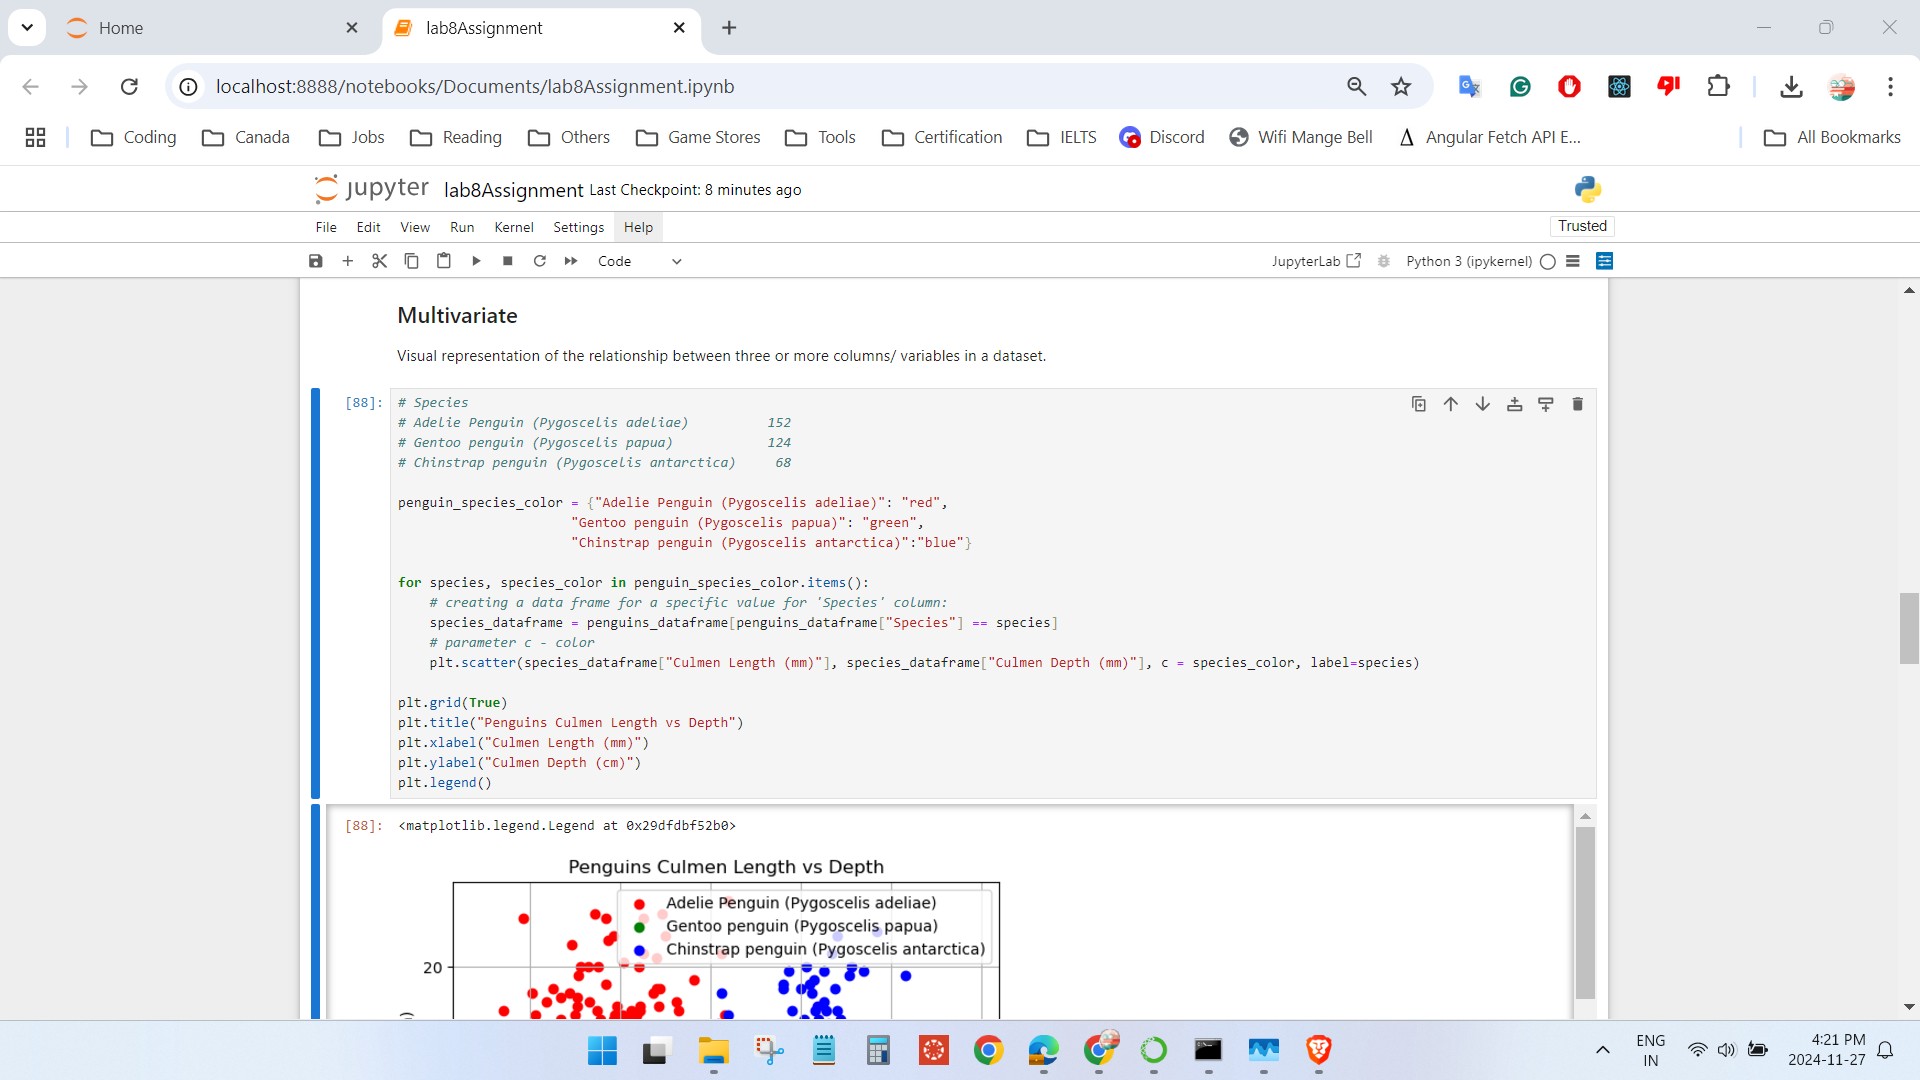 Home
lab8Assignment
localhost:8888/notebooks/Documents/lab8Assignment.ipynb
Coding Canada Jobs Reading Others Game Stores Tools Certification IELTS Discord Wifi Mange Bell Angular Fetch API E... All Bookmarks
jupyter lab8Assignment Last Checkpoint: 8 minutes ago
File Edit View Run Kernel Settings Help Trusted
Code JupyterLab Python 3 (ipykernel)
Multivariate
Visual representation of the relationship between three or more columns/ variables in a dataset.
[88]: # Species
# Adelie Penguin (Pygoscelis adeliae) 152
# Gentoo penguin (Pygoscelis papua) 124
# Chinstrap penguin (Pygoscelis antarctica) 68
penguin_species_color = {"Adelie Penguin (Pygoscelis adeliae)": "red",
"Gentoo penguin (Pygoscelis papua)": "green",
"Chinstrap penguin (Pygoscelis antarctica)":"blue"}
for species, species_color in penguin_species_color.items():
# creating a data frame for a specific value for 'Species' column:
species_dataframe = penguins_dataframe[penguins_dataframe["Species"] == species]
# parameter c - color
plt.scatter(species_dataframe["Culmen Length (mm)"], species_dataframe["Culmen Depth (mm)"], c = species_color, label=species)
plt.grid(True)
plt.title("Penguins Culmen Length vs Depth")
plt.xlabel("Culmen Length (mm)")
plt.ylabel("Culmen Depth (cm)")
plt.legend()
[88]: <matplotlib.legend.Legend at 0x29dfdbf52b0>
Penguins Culmen Length vs Depth
Adelie Penguin (Pygoscelis adeliae)
Gentoo penguin (Pygoscelis papua)
Chinstrap penguin (Pygoscelis antarctica)
20
ENG
IN
4:21 PM
2024-11-27